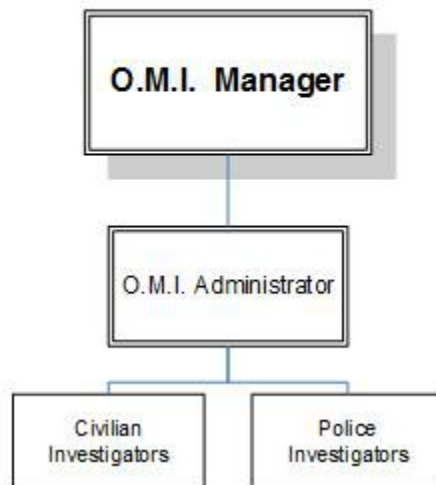 O.M.I. Manager
O.M.I. Administrator
Civilian
Investigators
Police
Investigators